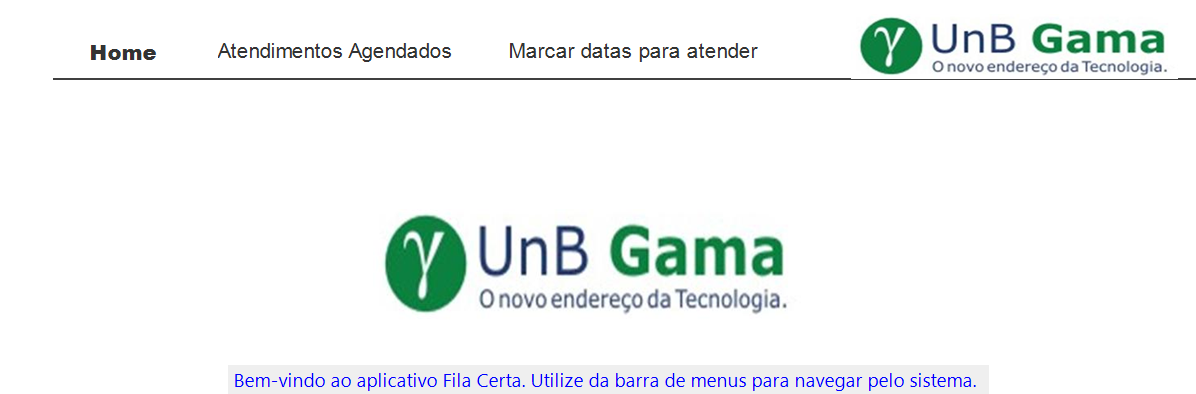 Home Atendimentos Agendados Marcar datas para atender
γ UnB Gama
O novo endereço da Tecnologia.
γ UnB Gama
O novo endereço da Tecnologia.
Bem-vindo ao aplicativo Fila Certa. Utilize da barra de menus para navegar pelo sistema.